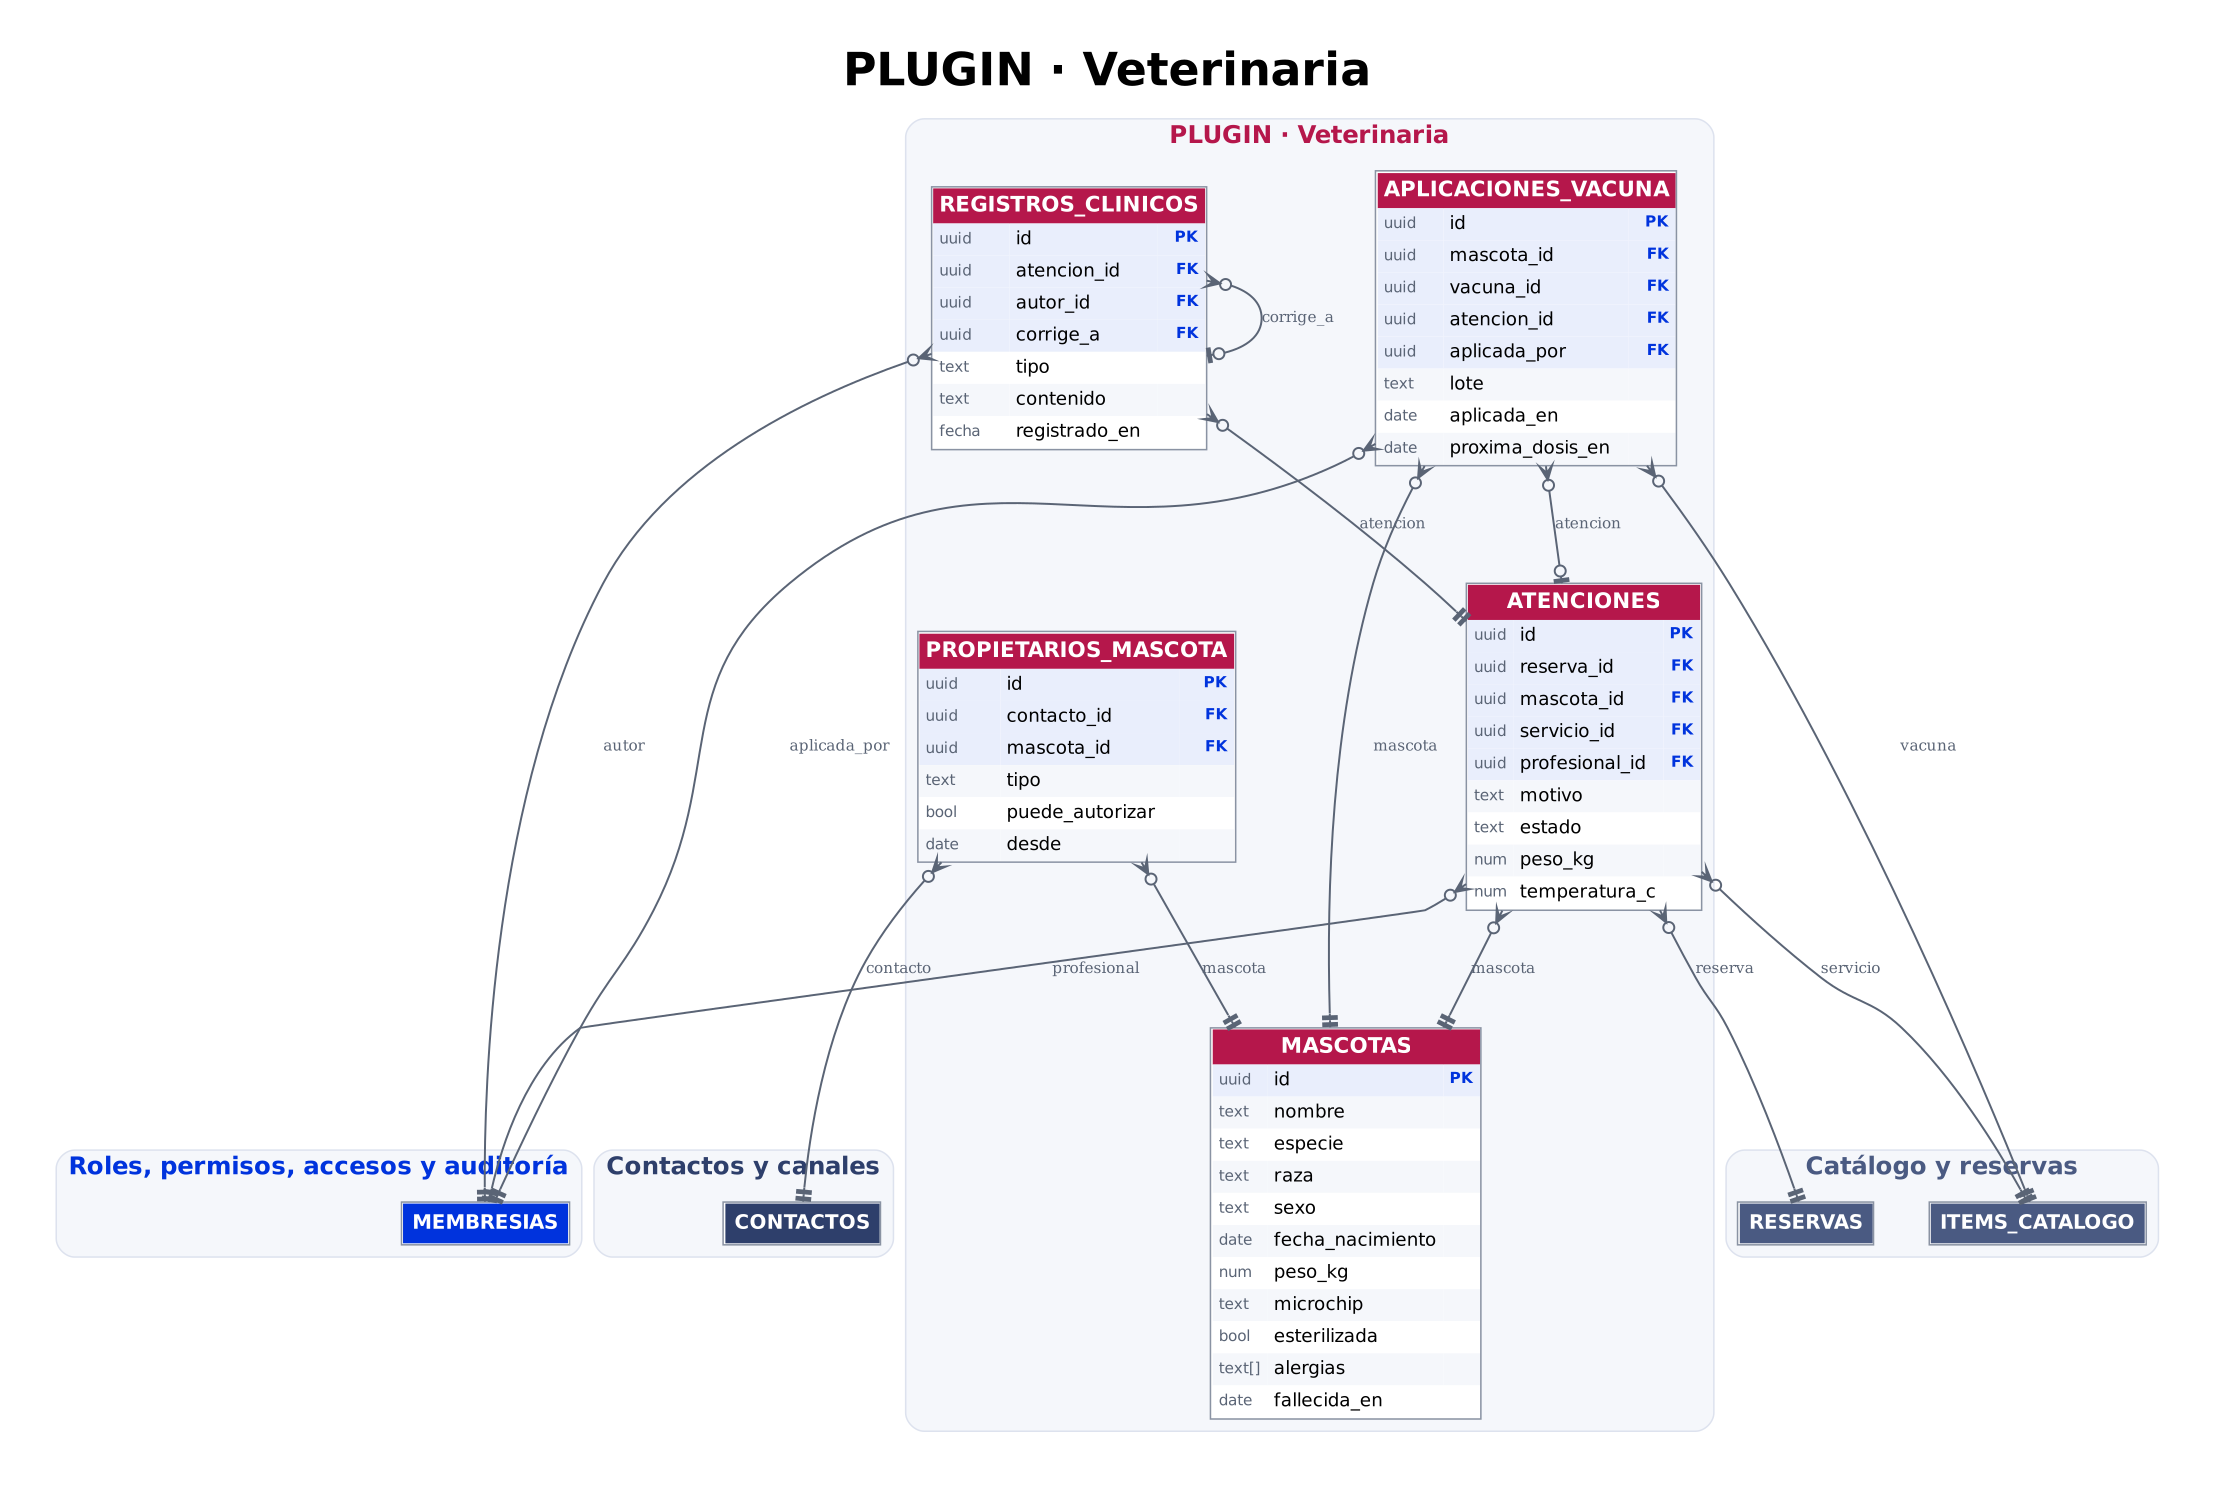 PLUGIN · Veterinaria
PLUGIN · Veterinaria
REGISTROS_CLINICOS
uuid id PK
uuid atencion_id FK
uuid autor_id FK
uuid corrige_a FK
text tipo
text contenido
fecha registrado_en
corrige_a
APLICACIONES_VACUNA
uuid id PK
uuid mascota_id FK
uuid vacuna_id FK
uuid atencion_id FK
uuid aplicada_por FK
text lote
date aplicada_en
date proxima_dosis_en
atencion
atencion
PROPIETARIOS_MASCOTA
uuid id PK
uuid contacto_id FK
uuid mascota_id FK
text tipo
bool puede_autorizar
date desde
ATENCIONES
uuid id PK
uuid reserva_id FK
uuid mascota_id FK
uuid servicio_id FK
uuid profesional_id FK
text motivo
text estado
num peso_kg
num temperatura_c
autor
aplicada_por
mascota
vacuna
contacto
profesional
mascota
mascota
reserva
servicio
MASCOTAS
uuid id PK
text nombre
text especie
text raza
text sexo
date fecha_nacimiento
num peso_kg
text microchip
bool esterilizada
text[] alergias
date fallecida_en
Roles, permisos, accesos y auditoría
MEMBRESIAS
Contactos y canales
CONTACTOS
Catálogo y reservas
RESERVAS
ITEMS_CATALOGO